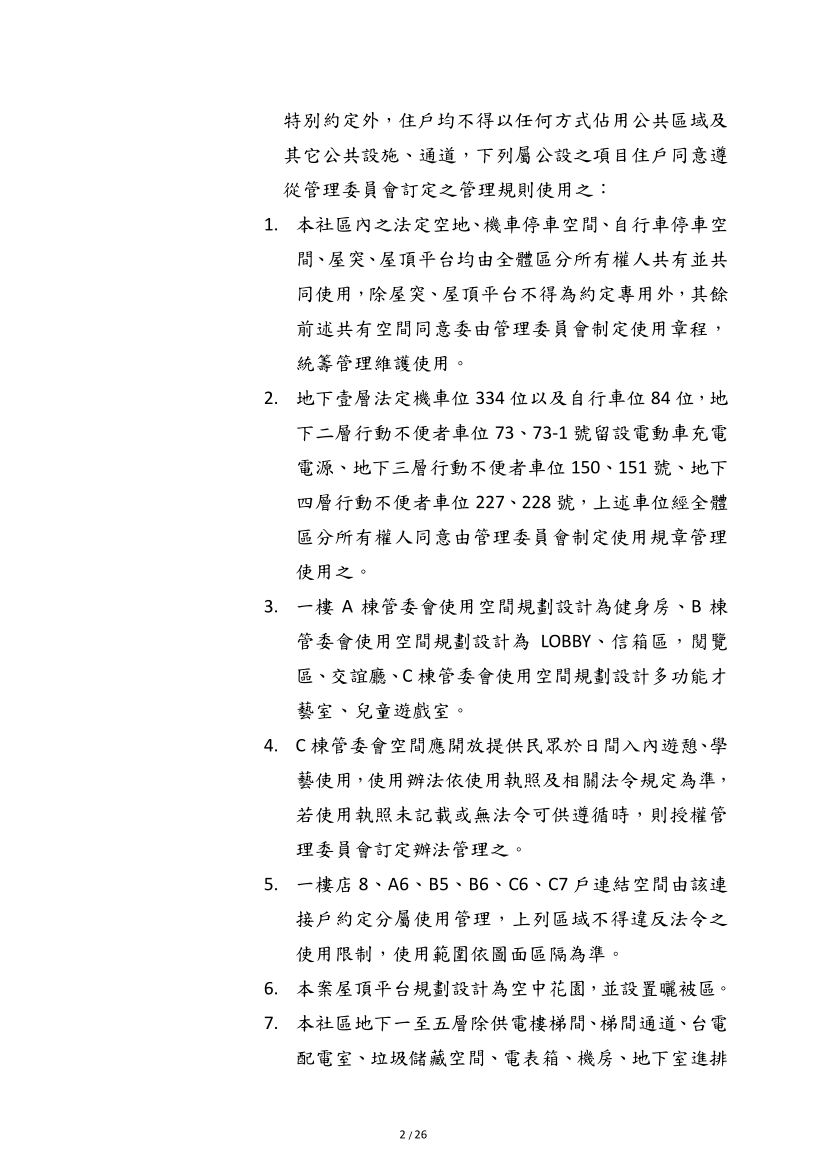 特別約定外，住戶均不得以任何方式佔用公共區域及
其它公共設施、通道，下列屬公設之項目住戶同意遵
從管理委員會訂定之管理規則使用之：
1. 本社區內之法定空地、機車停車空間、自行車停車空
間、屋突、屋頂平台均由全體區分所有權人共有並共
同使用，除屋突、屋頂平台不得為約定專用外，其餘
前述共有空間同意委由管理委員會制定使用章程，
統籌管理維護使用。
2. 地下壹層法定機車位 334 位以及自行車位 84 位，地
下二層行動不便者車位 73、73-1 號留設電動車充電
電源、地下三層行動不便者車位 150、151 號、地下
四層行動不便者車位 227、228 號，上述車位經全體
區分所有權人同意由管理委員會制定使用規章管理
使用之。
3. 一樓 A 棟管委會使用空間規劃設計為健身房、B 棟
管委會使用空間規劃設計為 LOBBY、信箱區，閱覽
區、交誼廳、C 棟管委會使用空間規劃設計多功能才
藝室、兒童遊戲室。
4. C 棟管委會空間應開放提供民眾於日間入內遊憩、學
藝使用，使用辦法依使用執照及相關法令規定為準，
若使用執照未記載或無法令可供遵循時，則授權管
理委員會訂定辦法管理之。
5. 一樓店 8、A6、B5、B6、C6、C7 戶連結空間由該連
接戶約定分屬使用管理，上列區域不得違反法令之
使用限制，使用範圍依圖面區隔為準。
6. 本案屋頂平台規劃設計為空中花園，並設置曬被區。
7. 本社區地下一至五層除供電樓梯間、梯間通道、台電
配電室、垃圾儲藏空間、電表箱、機房、地下室進排
2 / 26